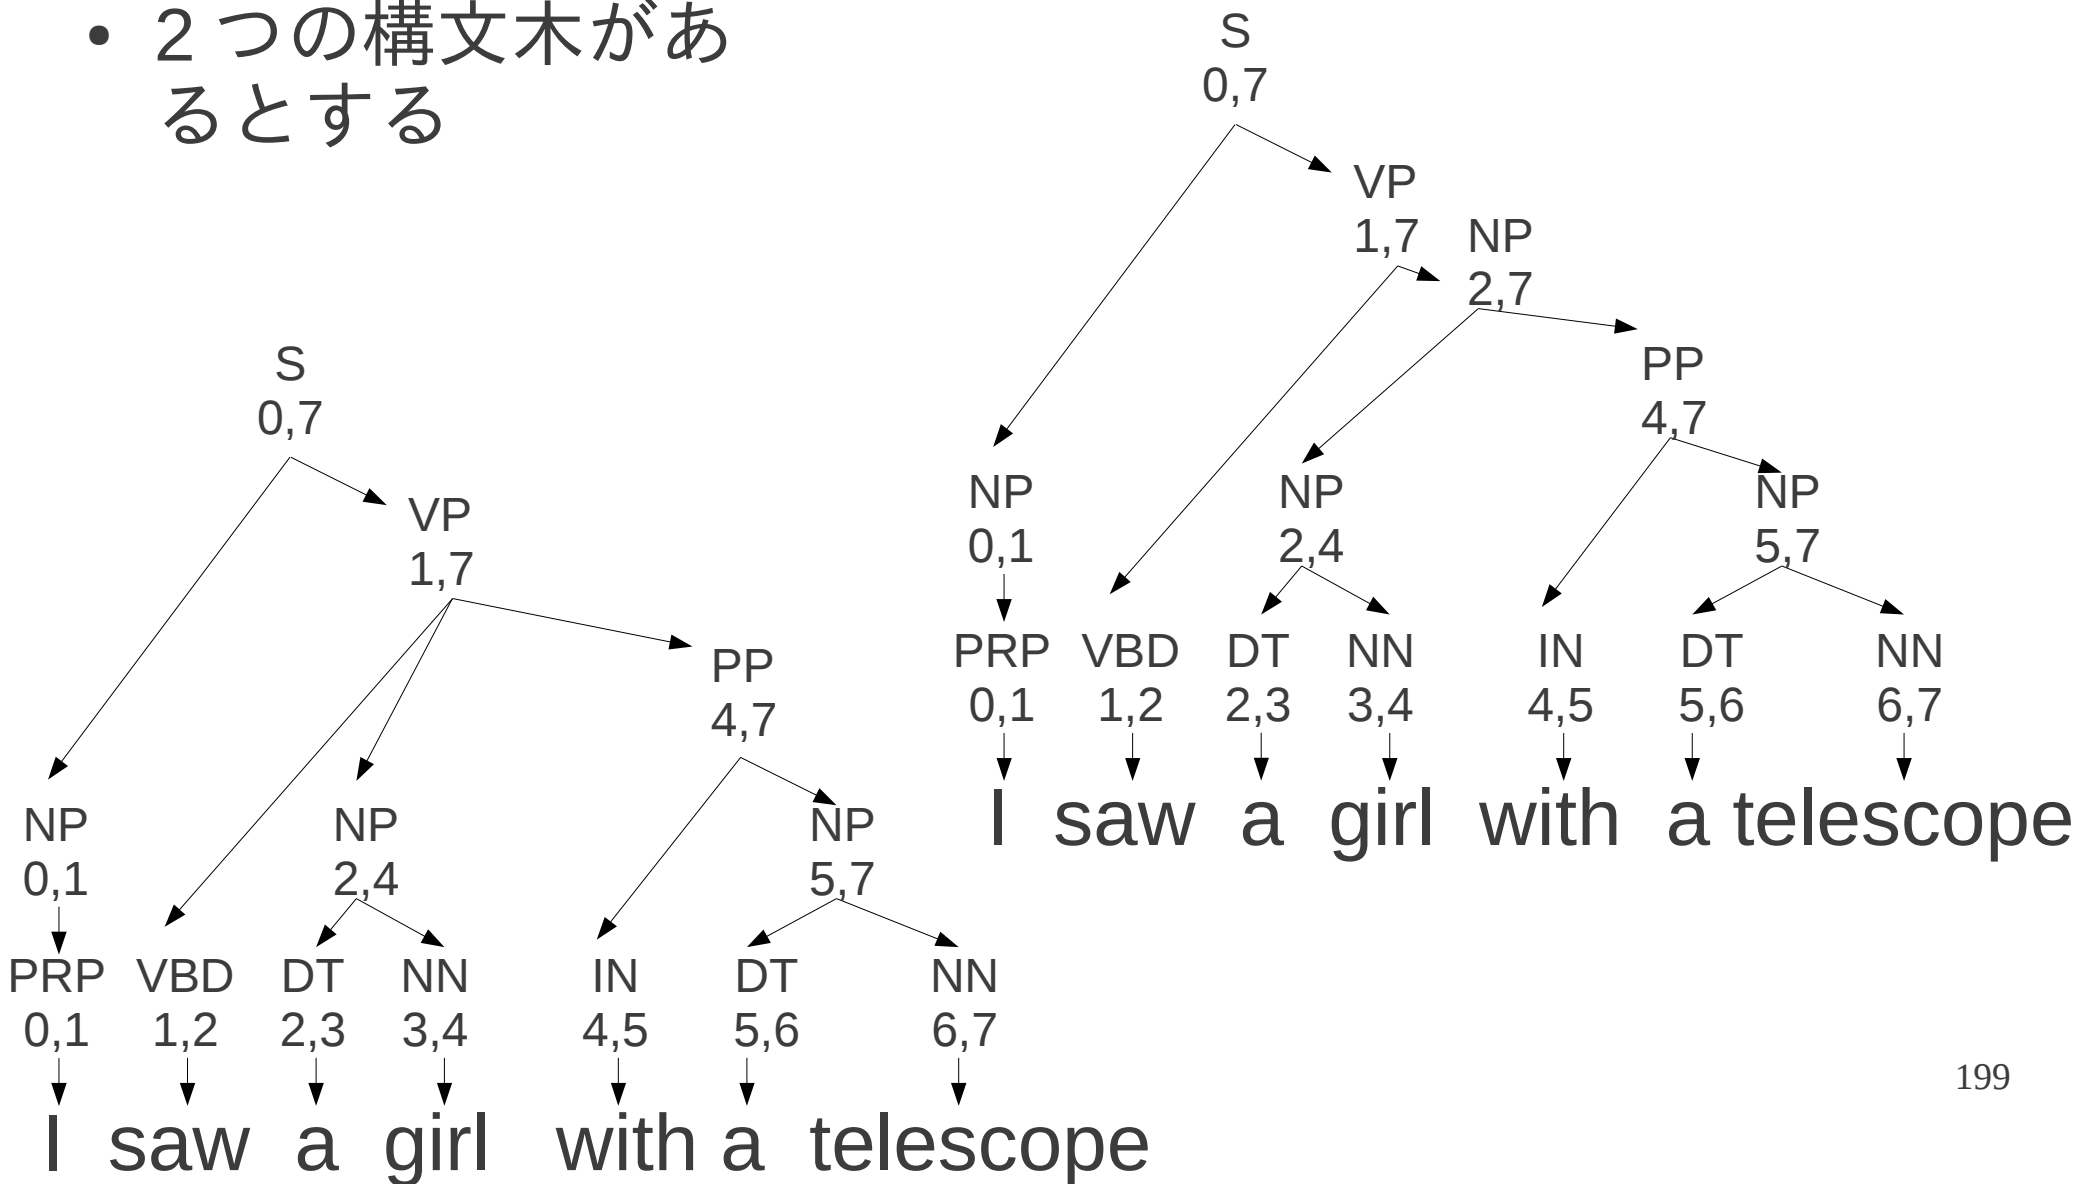 • 2 つの構文木があ
るとする
S
0,7
VP
1,7
NP
2,7
PP
4,7
NP NP NP
0,1 2,4 5,7
PRP VBD DT NN IN DT NN
0,1 1,2 2,3 3,4 4,5 5,6 6,7
I saw a girl with a telescope
S
0,7
VP
1,7
PP
4,7
NP NP NP
0,1 2,4 5,7
PRP VBD DT NN IN DT NN
0,1 1,2 2,3 3,4 4,5 5,6 6,7
I saw a girl with a telescope
199